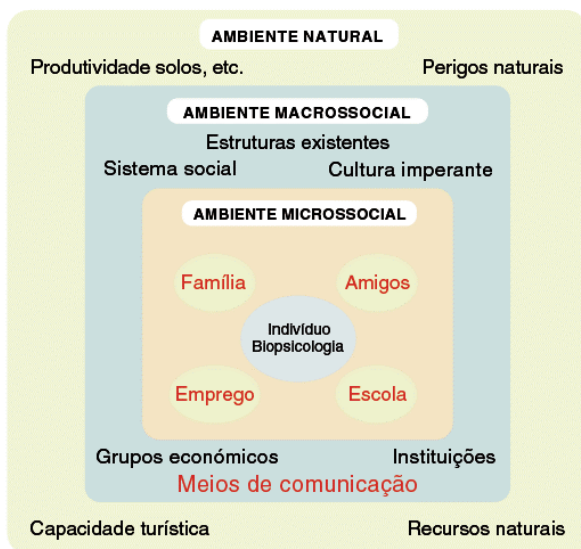 AMBIENTE NATURAL
Produtividade solos, etc.
Perigos naturais
AMBIENTE MACROSSOCIAL
Estruturas existentes
Sistema social
Cultura imperante
AMBIENTE MICROSSOCIAL
Família
Amigos
Indivíduo
Biopsicologia
Emprego
Escola
Grupos económicos
Instituições
Meios de comunicação
Capacidade turística
Recursos naturais